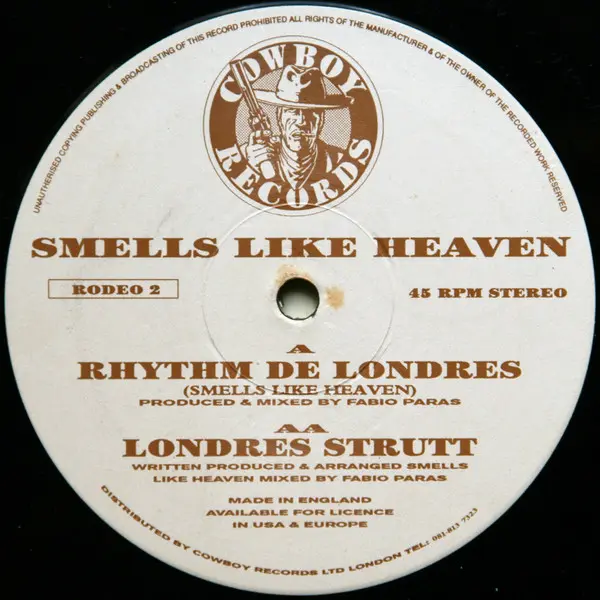 UNAUTHORISED COPYING PUBLISHING & BROADCASTING OF THIS RECORD PROHIBITED ALL RIGHTS OF THE MANUFACTURER & OF THE OWNER OF THE RECORDED WORK RESERVED
COWBOY
RECORDS
SMELLS LIKE HEAVEN
RODEO 2
45 RPM STEREO
A
RHYTHM DE LONDRES
(SMELLS LIKE HEAVEN)
PRODUCED & MIXED BY FABIO PARAS
AA
LONDRES STRUTT
WRITTEN PRODUCED & ARRANGED SMELLS
LIKE HEAVEN MIXED BY FABIO PARAS
MADE IN ENGLAND
AVAILABLE FOR LICENCE
IN USA & EUROPE
DISTRIBUTED BY COWBOY RECORDS LTD LONDON TEL: 081-813 7323